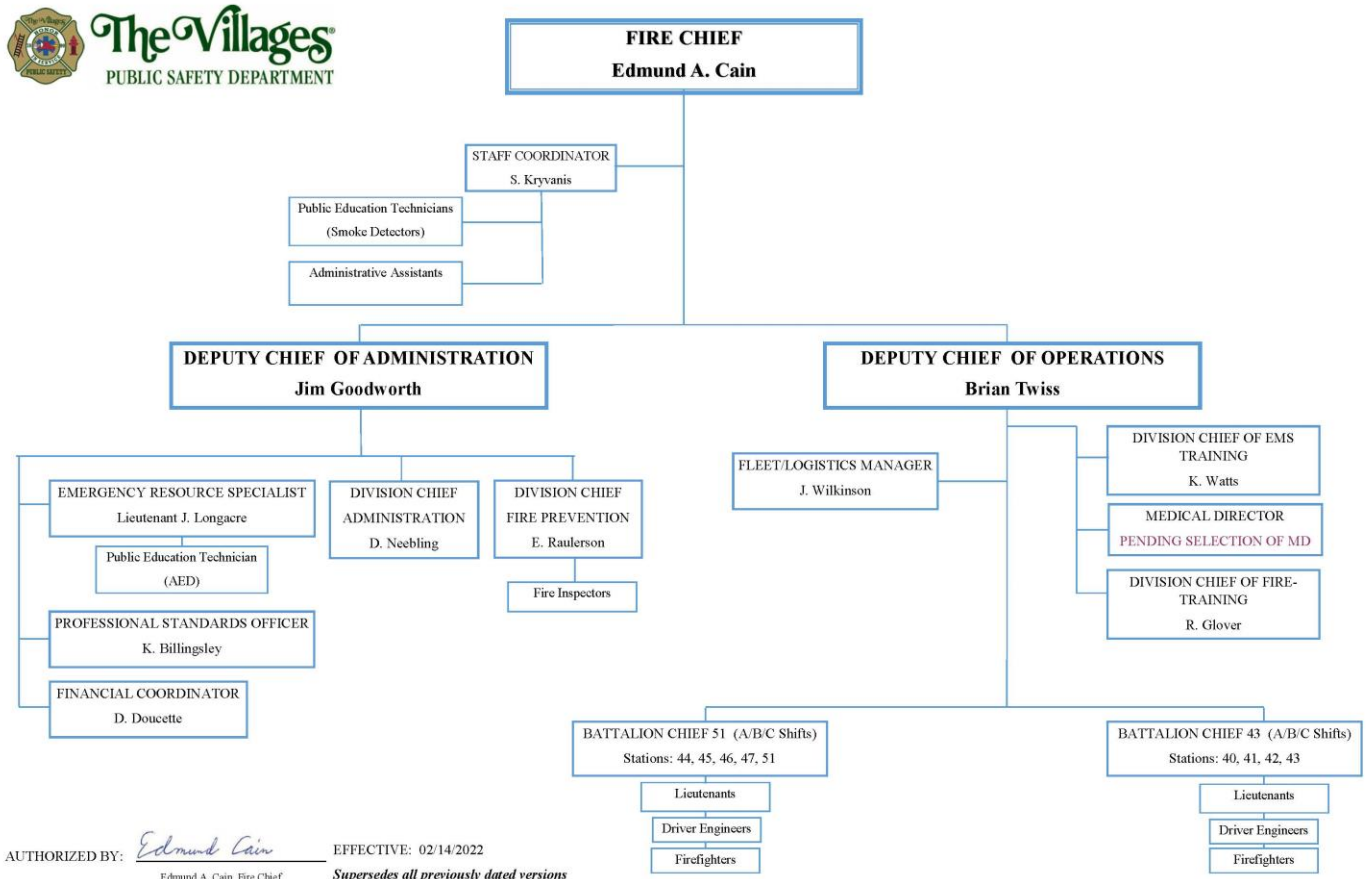 The Villages®
PUBLIC SAFETY DEPARTMENT
PUBLIC SAFETY
FIRE CHIEF
Edmund A. Cain
STAFF COORDINATOR
S. Kryvanis
Public Education Technicians
(Smoke Detectors)
Administrative Assistants
DEPUTY CHIEF OF ADMINISTRATION
Jim Goodworth
DEPUTY CHIEF OF OPERATIONS
Brian Twiss
EMERGENCY RESOURCE SPECIALIST
Lieutenant J. Longacre
Public Education Technician
(AED)
PROFESSIONAL STANDARDS OFFICER
K. Billingsley
FINANCIAL COORDINATOR
D. Doucette
DIVISION CHIEF
ADMINISTRATION
D. Neebling
DIVISION CHIEF
FIRE PREVENTION
E. Raulerson
Fire Inspectors
FLEET/LOGISTICS MANAGER
J. Wilkinson
DIVISION CHIEF OF EMS
TRAINING
K. Watts
MEDICAL DIRECTOR
PENDING SELECTION OF MD
DIVISION CHIEF OF FIRE-
TRAINING
R. Glover
BATTALION CHIEF 51 (A/B/C Shifts)
Stations: 44, 45, 46, 47, 51
Lieutenants
Driver Engineers
Firefighters
BATTALION CHIEF 43 (A/B/C Shifts)
Stations: 40, 41, 42, 43
Lieutenants
Driver Engineers
Firefighters
AUTHORIZED BY: Edmund Cain
Edmund A. Cain, Fire Chief
EFFECTIVE: 02/14/2022
Supersedes all previously dated versions